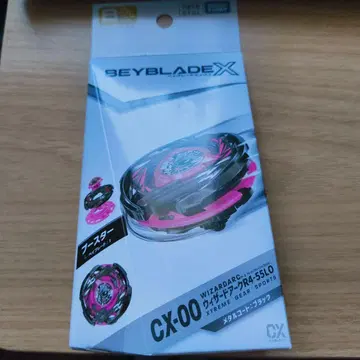 BEYBLADE X
ブースター
CX-00
WIZARDARC
ウィザードアークR4-55LO
XTREME GEAR SPORTS
メタルコート:ブラック
CX